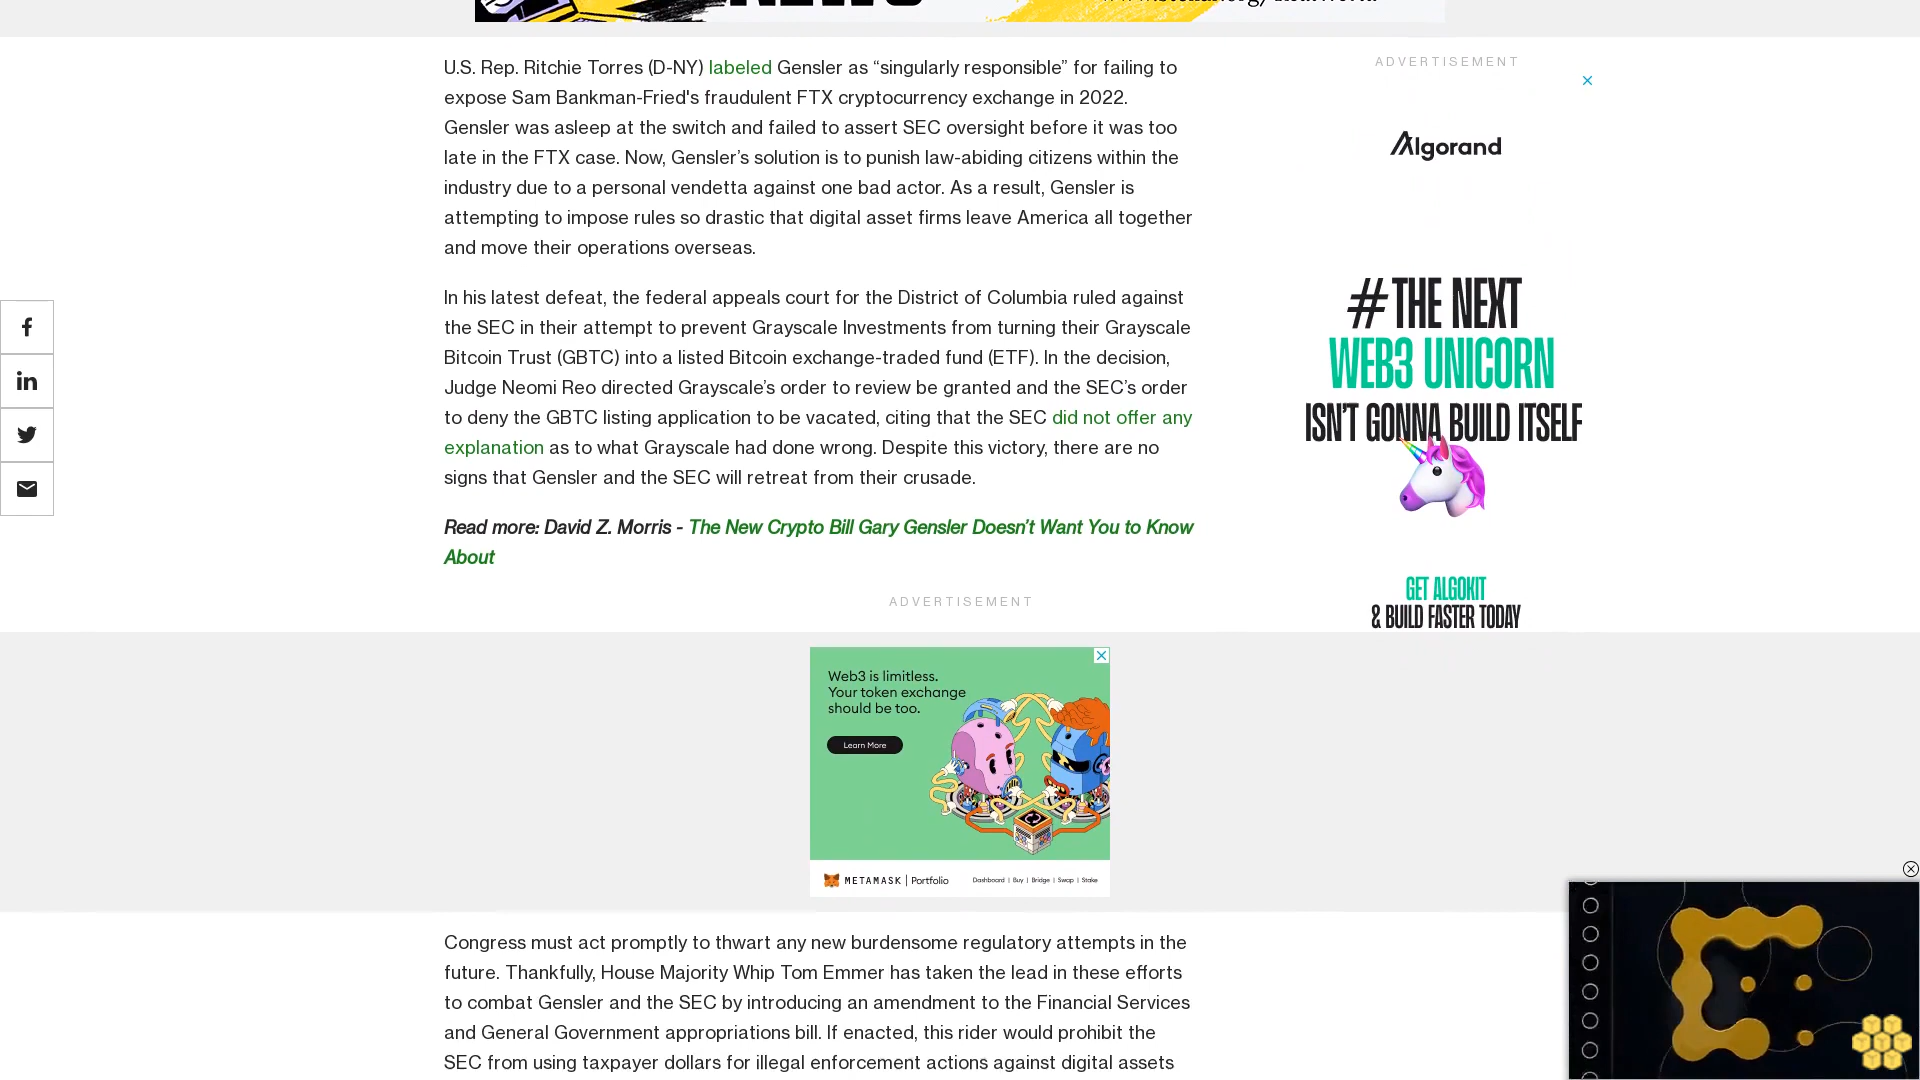 U.S. Rep. Ritchie Torres (D-NY) labeled Gensler as “singularly responsible” for failing to
expose Sam Bankman-Fried's fraudulent FTX cryptocurrency exchange in 2022.
Gensler was asleep at the switch and failed to assert SEC oversight before it was too
late in the FTX case. Now, Gensler’s solution is to punish law-abiding citizens within the
industry due to a personal vendetta against one bad actor. As a result, Gensler is
attempting to impose rules so drastic that digital asset firms leave America all together
and move their operations overseas.
In his latest defeat, the federal appeals court for the District of Columbia ruled against
the SEC in their attempt to prevent Grayscale Investments from turning their Grayscale
Bitcoin Trust (GBTC) into a listed Bitcoin exchange-traded fund (ETF). In the decision,
Judge Neomi Reo directed Grayscale’s order to review be granted and the SEC’s order
to deny the GBTC listing application to be vacated, citing that the SEC did not offer any
explanation as to what Grayscale had done wrong. Despite this victory, there are no
signs that Gensler and the SEC will retreat from their crusade.
Read more: David Z. Morris - The New Crypto Bill Gary Gensler Doesn’t Want You to Know
About
ADVERTISEMENT
Web3 is limitless.
Your token exchange
should be too.
Learn More
METAMASK | Portfolio
Dashboard | Buy | Bridge | Swap | Stake
Congress must act promptly to thwart any new burdensome regulatory attempts in the
future. Thankfully, House Majority Whip Tom Emmer has taken the lead in these efforts
to combat Gensler and the SEC by introducing an amendment to the Financial Services
and General Government appropriations bill. If enacted, this rider would prohibit the
SEC from using taxpayer dollars for illegal enforcement actions against digital assets
ADVERTISEMENT
Algorand
#THE NEXT
WEB3 UNICORN
ISN'T GONNA BUILD ITSELF
GET ALGOKIT
& BUILD FASTER TODAY